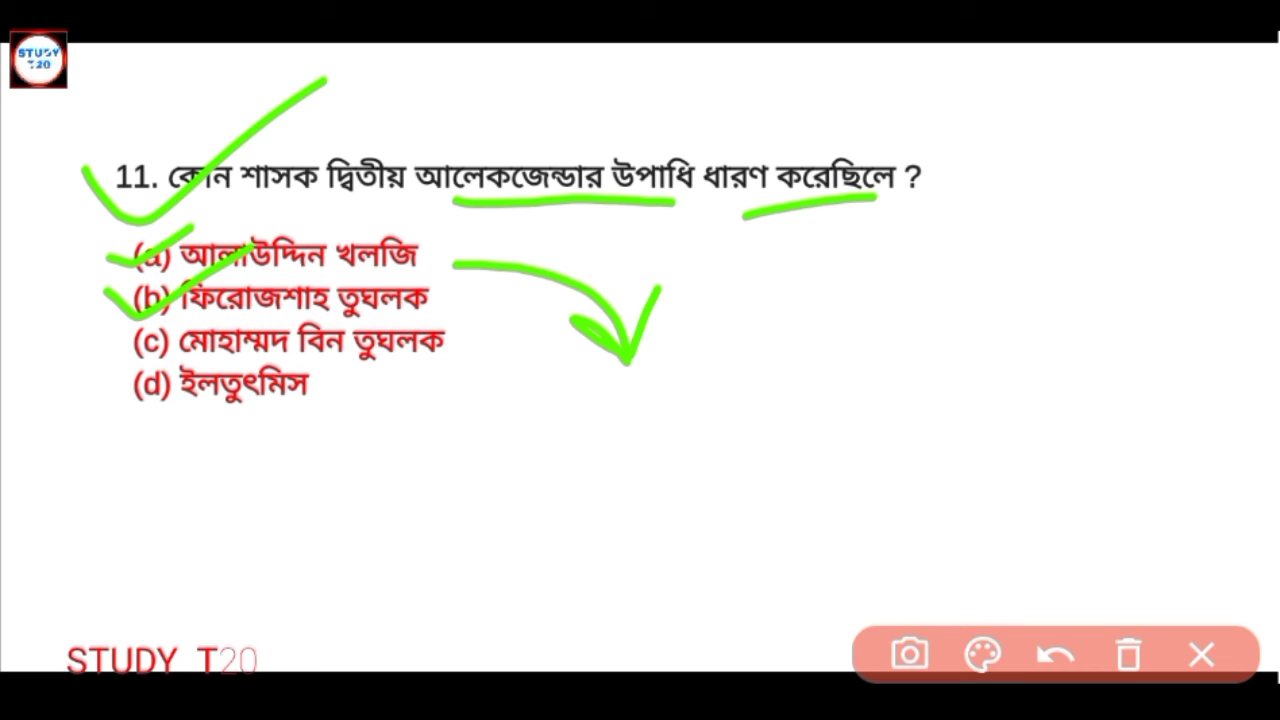 STUDY
T20
11. কোন শাসক দ্বিতীয় আলেকজেন্ডার উপাধি ধারণ করেছিলে ?
(a) আলাউদ্দিন খলজি
(b) ফিরোজশাহ তুঘলক
(c) মোহাম্মদ বিন তুঘলক
(d) ইলতুৎমিস
STUDY T20